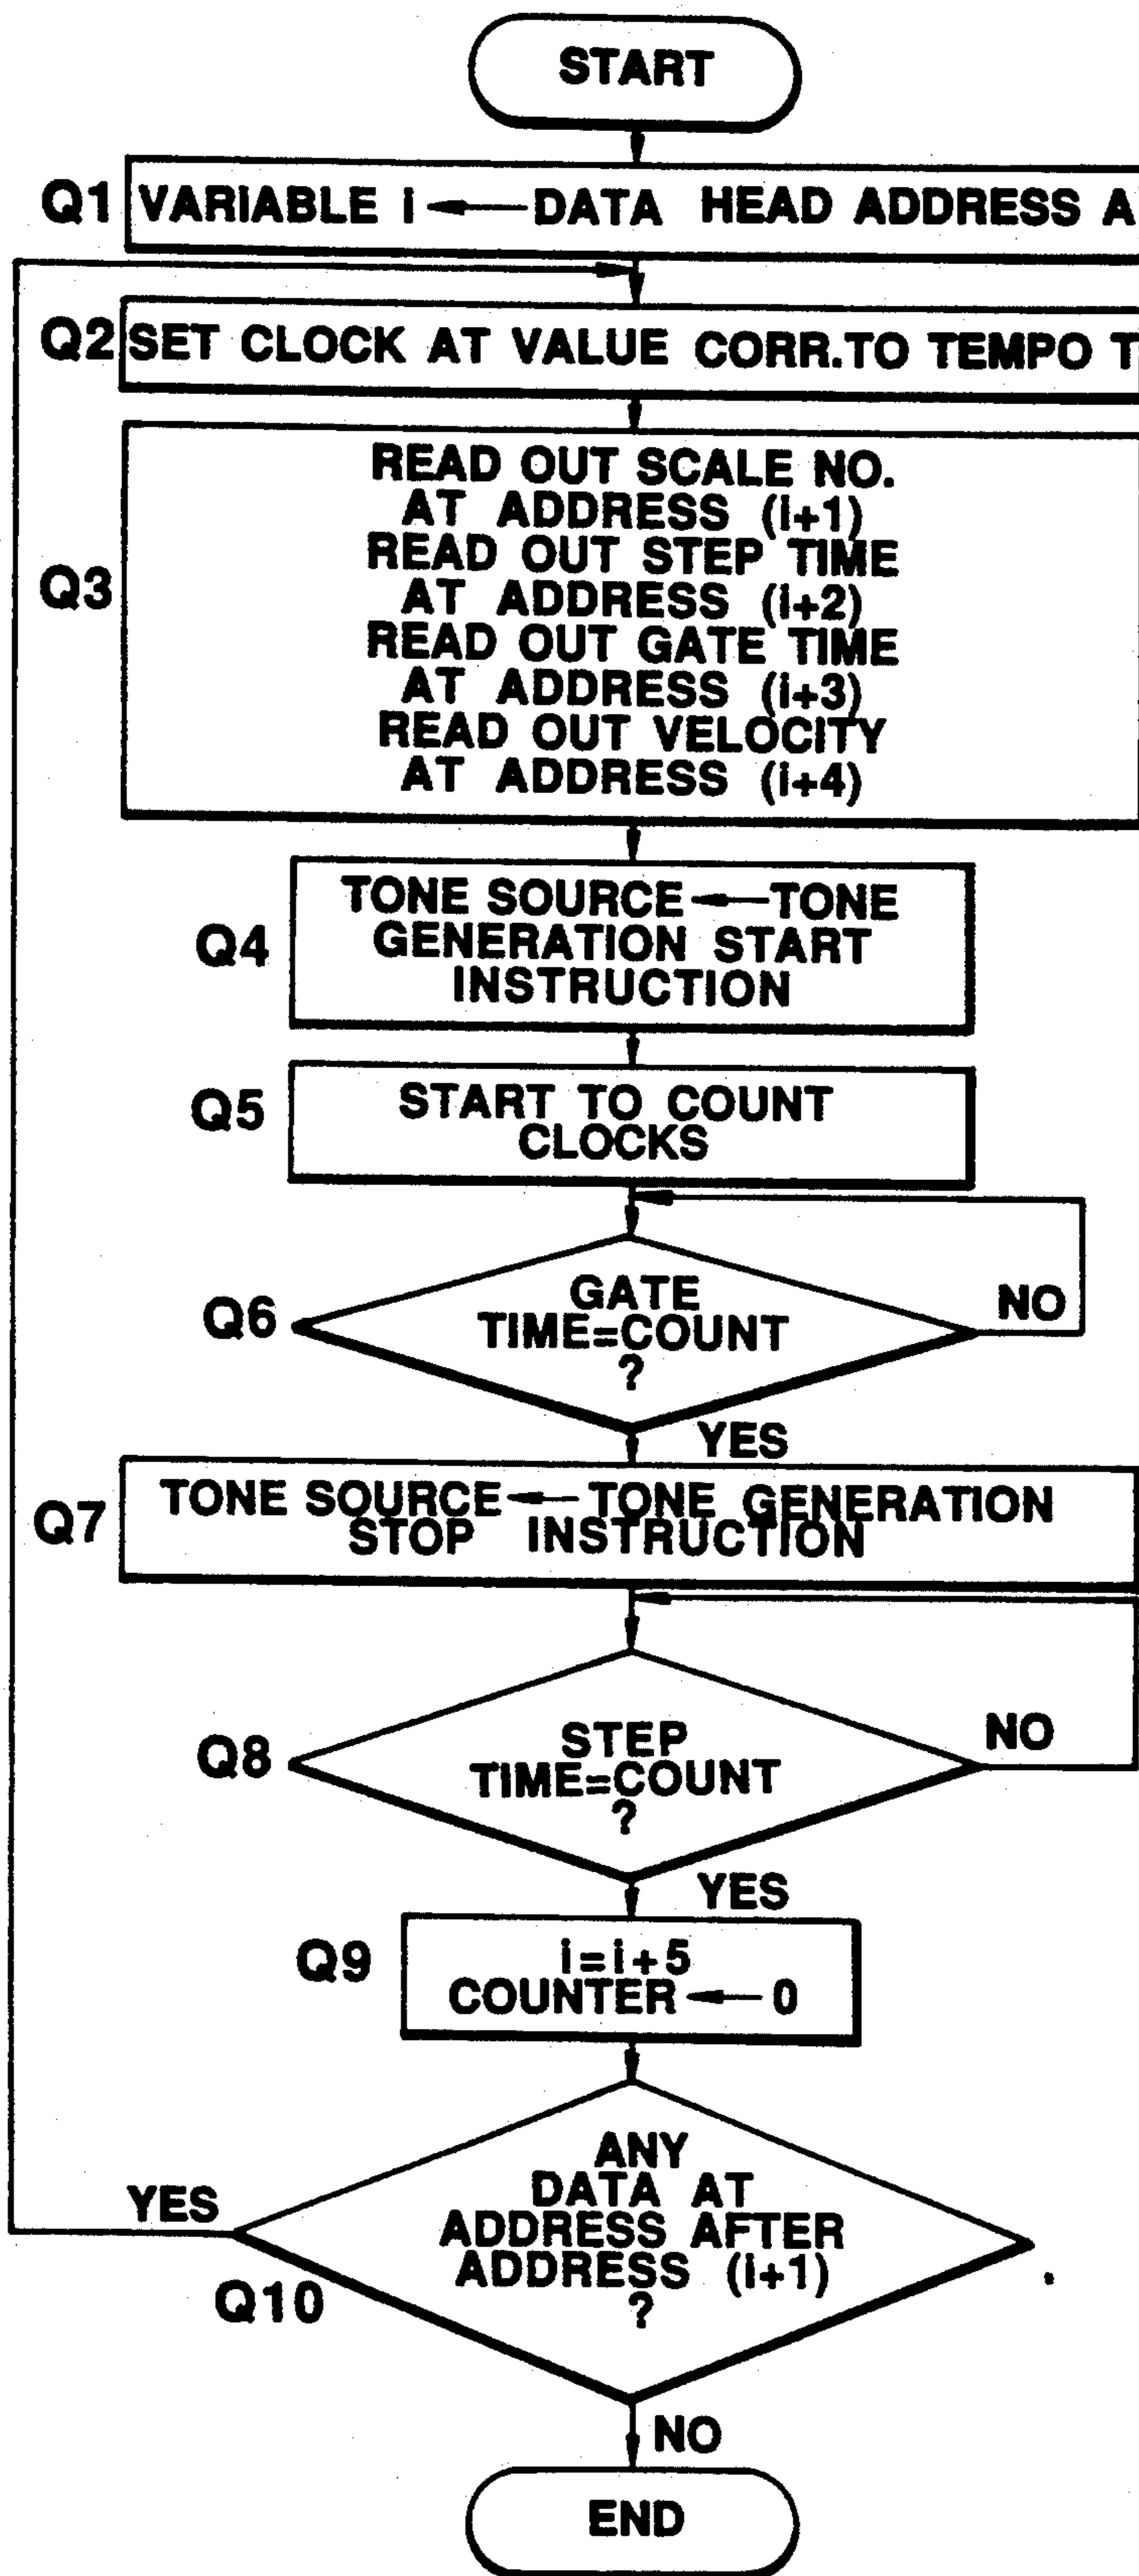 START
Q1 VARIABLE i ← DATA HEAD ADDRESS A
Q2 SET CLOCK AT VALUE CORR.TO TEMPO T
Q3
READ OUT SCALE NO.
AT ADDRESS (i+1)
READ OUT STEP TIME
AT ADDRESS (i+2)
READ OUT GATE TIME
AT ADDRESS (i+3)
READ OUT VELOCITY
AT ADDRESS (i+4)
Q4
TONE SOURCE ← TONE
GENERATION START
INSTRUCTION
Q5
START TO COUNT
CLOCKS
Q6
GATE
TIME=COUNT
?
NO
YES
Q7
TONE SOURCE ← TONE GENERATION
STOP INSTRUCTION
Q8
STEP
TIME=COUNT
?
NO
YES
Q9
i=i+5
COUNTER ← 0
Q10
ANY
DATA AT
ADDRESS AFTER
ADDRESS (i+1)
?
YES
NO
END